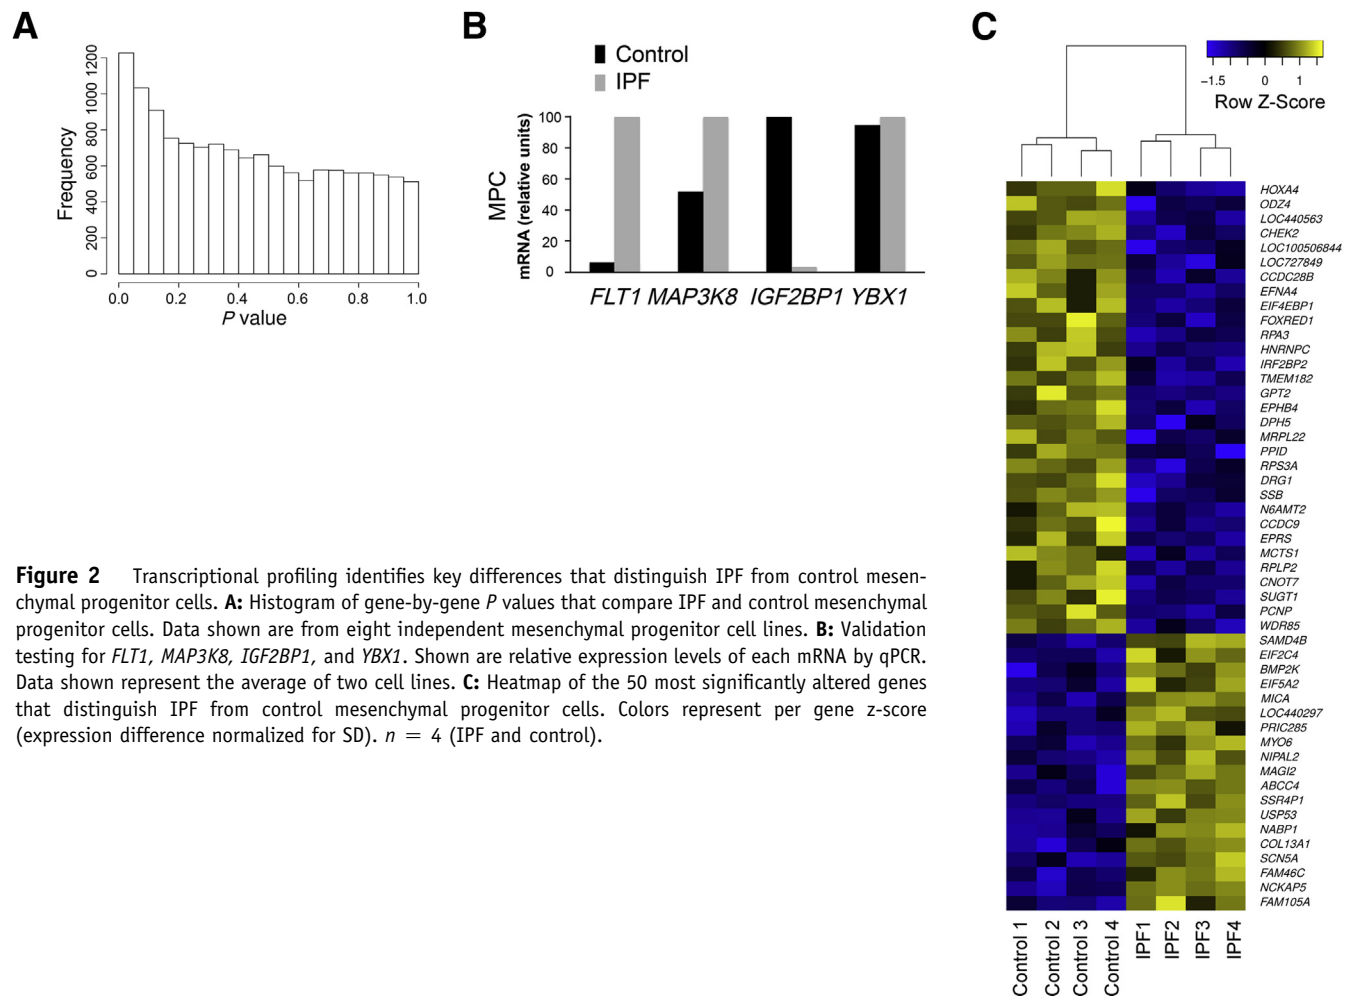 A
Frequency
1200
1000
800
600
400
200
0
0.0 0.2 0.4 0.6 0.8 1.0
P value
B
Control
IPF
MPC
mRNA (relative units)
100
80
60
40
20
0
FLT1 MAP3K8 IGF2BP1 YBX1
C
−1.5 0 1
Row Z-Score
HOXA4
ODZ4
LOC440563
CHEK2
LOC100506844
LOC727849
CCDC28B
EFNA4
EIF4EBP1
FOXRED1
RPA3
HNRNPC
IRF2BP2
TMEM182
GPT2
EPHB4
DPH5
MRPL22
PPID
RPS3A
DRG1
SSB
N6AMT2
CCDC9
EPRS
MCTS1
RPLP2
CNOT7
SUGT1
PCNP
WDR85
SAMD4B
EIF2C4
BMP2K
EIF5A2
MICA
LOC440297
PRIC285
MYO6
NIPAL2
MAGI2
ABCC4
SSR4P1
USP53
NABP1
COL13A1
SCN5A
FAM46C
NCKAP5
FAM105A
Control 1
Control 2
Control 3
Control 4
IPF1
IPF2
IPF3
IPF4
Figure 2 Transcriptional profiling identifies key differences that distinguish IPF from control mesen-
chymal progenitor cells. A: Histogram of gene-by-gene P values that compare IPF and control mesenchymal
progenitor cells. Data shown are from eight independent mesenchymal progenitor cell lines. B: Validation
testing for FLT1, MAP3K8, IGF2BP1, and YBX1. Shown are relative expression levels of each mRNA by qPCR.
Data shown represent the average of two cell lines. C: Heatmap of the 50 most significantly altered genes
that distinguish IPF from control mesenchymal progenitor cells. Colors represent per gene z-score
(expression difference normalized for SD). n = 4 (IPF and control).